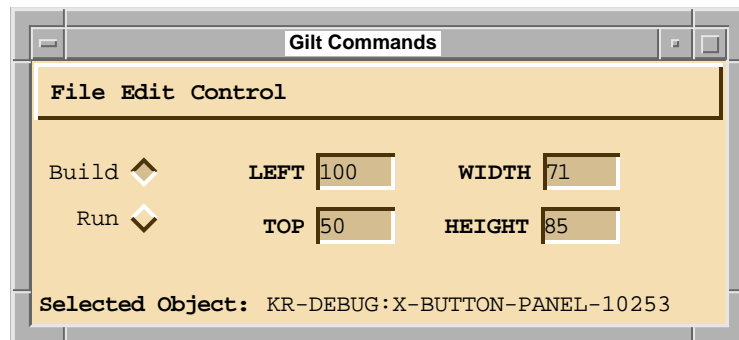 Gilt Commands
File Edit Control
Build LEFT 100 WIDTH 71
Run TOP 50 HEIGHT 85
Selected Object: KR-DEBUG:X-BUTTON-PANEL-10253